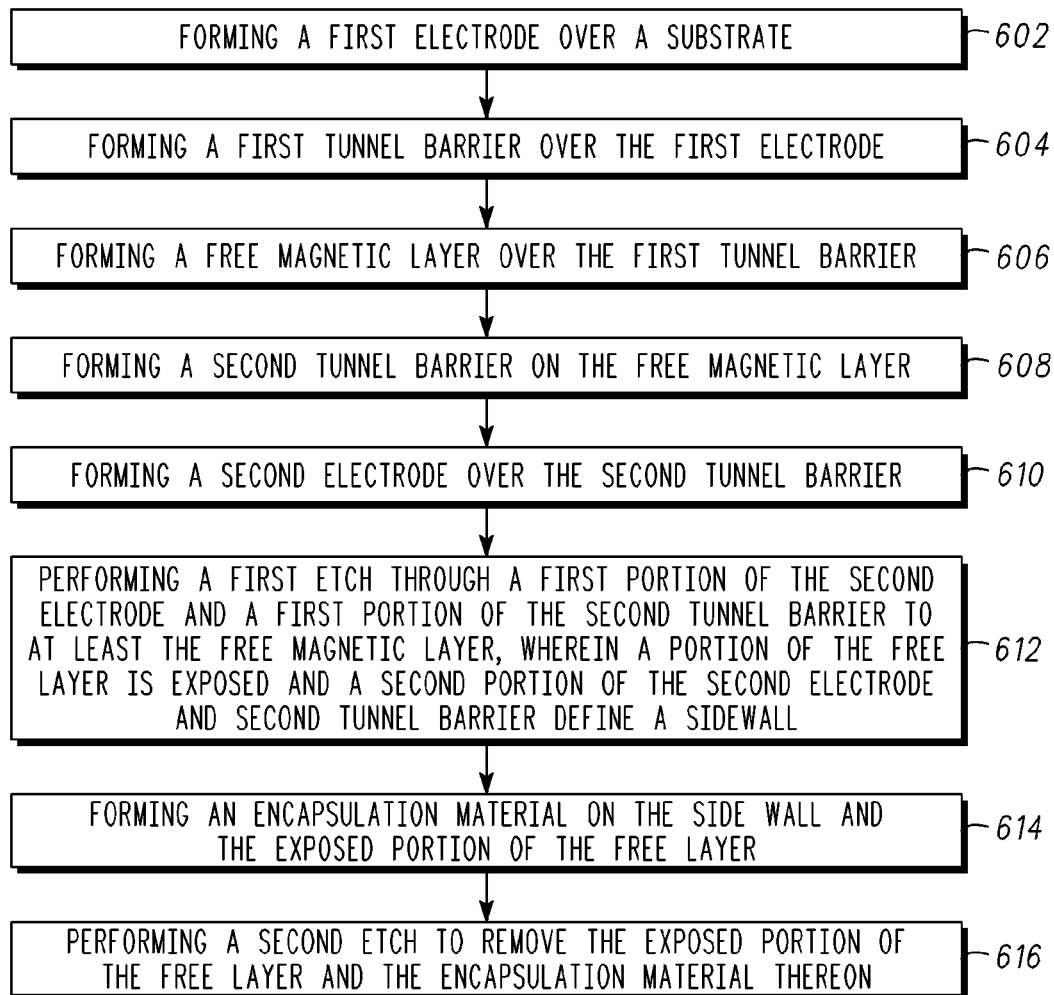 FORMING A FIRST ELECTRODE OVER A SUBSTRATE
602
FORMING A FIRST TUNNEL BARRIER OVER THE FIRST ELECTRODE
604
FORMING A FREE MAGNETIC LAYER OVER THE FIRST TUNNEL BARRIER
606
FORMING A SECOND TUNNEL BARRIER ON THE FREE MAGNETIC LAYER
608
FORMING A SECOND ELECTRODE OVER THE SECOND TUNNEL BARRIER
610
PERFORMING A FIRST ETCH THROUGH A FIRST PORTION OF THE SECOND
ELECTRODE AND A FIRST PORTION OF THE SECOND TUNNEL BARRIER TO
AT LEAST THE FREE MAGNETIC LAYER, WHEREIN A PORTION OF THE FREE
LAYER IS EXPOSED AND A SECOND PORTION OF THE SECOND ELECTRODE
AND SECOND TUNNEL BARRIER DEFINE A SIDEWALL
612
FORMING AN ENCAPSULATION MATERIAL ON THE SIDE WALL AND
THE EXPOSED PORTION OF THE FREE LAYER
614
PERFORMING A SECOND ETCH TO REMOVE THE EXPOSED PORTION OF
THE FREE LAYER AND THE ENCAPSULATION MATERIAL THEREON
616